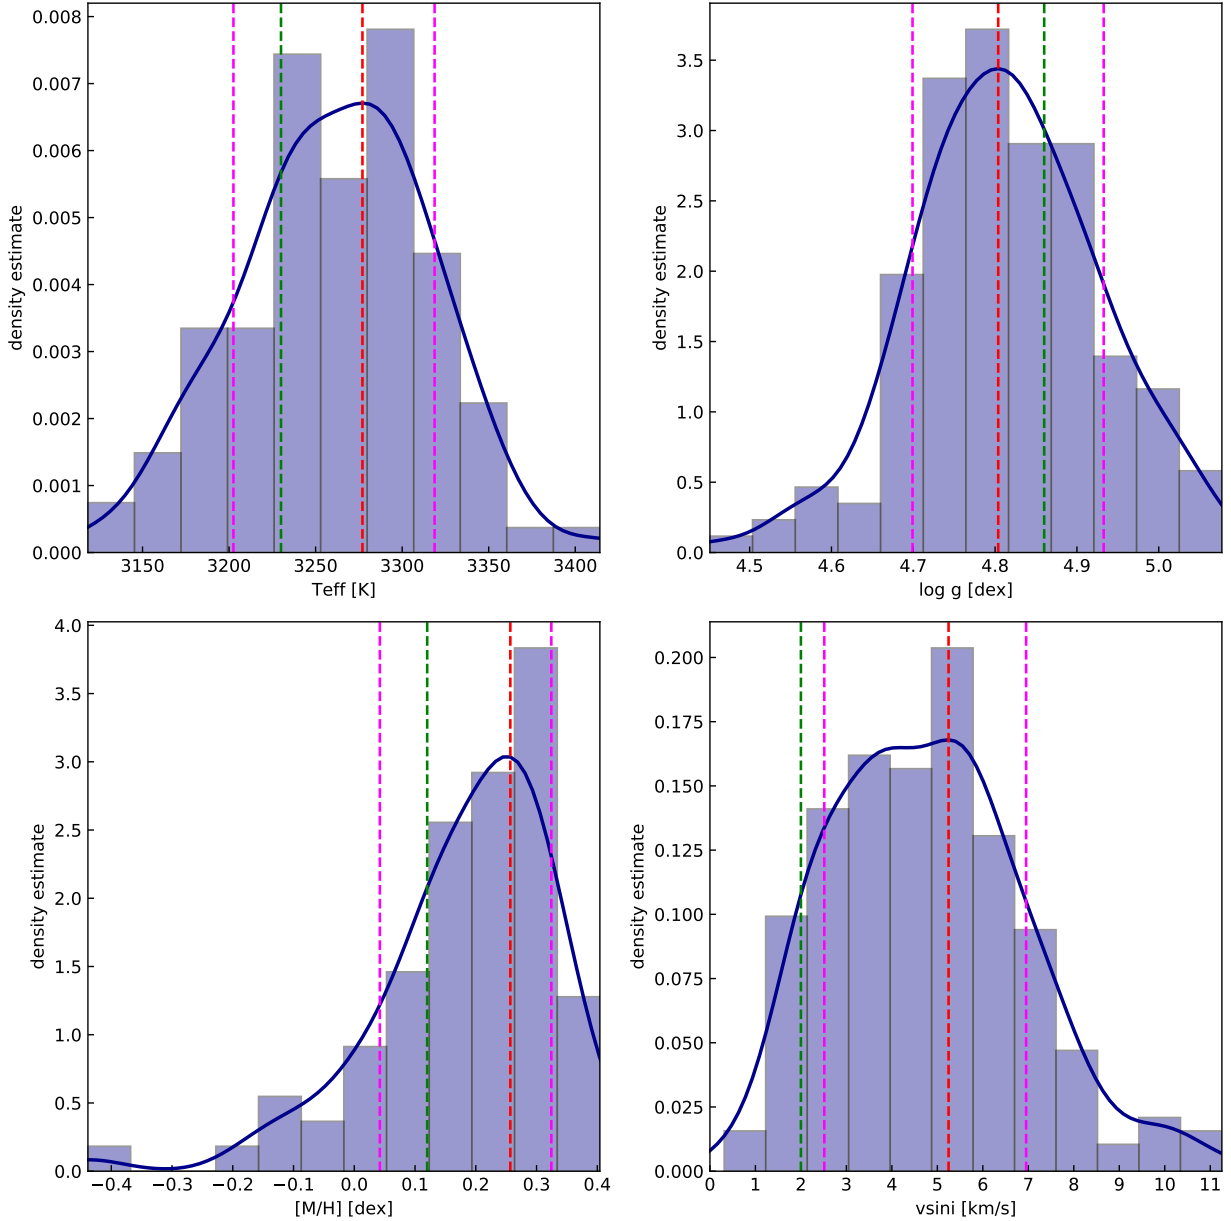 0.008
0.007
0.006
0.005
0.004
0.003
0.002
0.001
0.000
density estimate
3150 3200 3250 3300 3350 3400
Teff [K]
3.5
3.0
2.5
2.0
1.5
1.0
0.5
0.0
density estimate
4.5 4.6 4.7 4.8 4.9 5.0
log g [dex]
4.0
3.5
3.0
2.5
2.0
1.5
1.0
0.5
0.0
density estimate
−0.4 −0.3 −0.2 −0.1 0.0 0.1 0.2 0.3 0.4
[M/H] [dex]
0.200
0.175
0.150
0.125
0.100
0.075
0.050
0.025
0.000
density estimate
0 1 2 3 4 5 6 7 8 9 10 11
vsini [km/s]